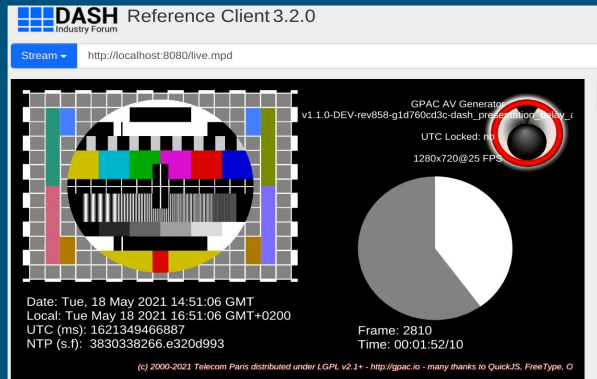 DASH Reference Client 3.2.0
Industry Forum
Stream
http://localhost:8080/live.mpd
GPAC AV Generator
v1.1.0-DEV-rev858-g1d760cd3c-dash_presentation_delay_a
UTC Locked: no
1280x720@25 FPS
Date: Tue, 18 May 2021 14:51:06 GMT
Local: Tue May 18 2021 16:51:06 GMT+0200
UTC (ms): 1621349466887
NTP (s.f): 3830338266.e320d993
Frame: 2810
Time: 00:01:52/10
(c) 2000-2021 Telecom Paris distributed under LGPL v2.1+ - http://gpac.io - many thanks to QuickJS, FreeType, O